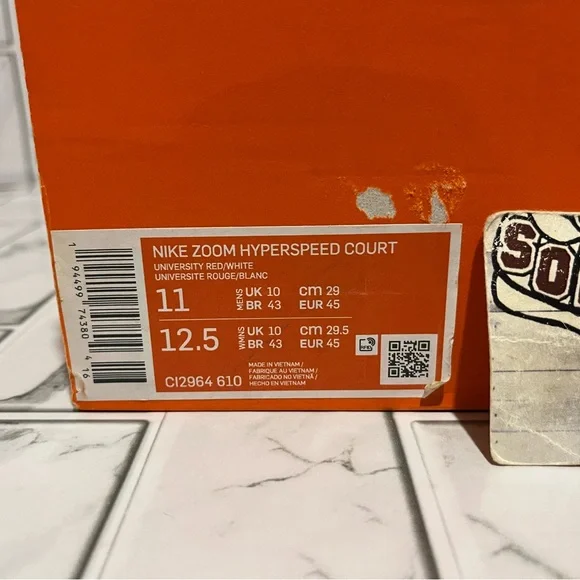 NIKE ZOOM HYPERSPEED COURT
UNIVERSITY RED/WHITE
UNIVERSITE ROUGE/BLANC
11 MENS UK 10 cm 29
BR 43 EUR 45
12.5 WMNS UK 10 cm 29.5
BR 43 EUR 45
MADE IN VIETNAM /
FABRIQUE AU VIETNAM /
FABRICADO NO VIETNÃ /
HECHO EN VIETNAM
CI2964 610
1 94499 74380 4 16
SO